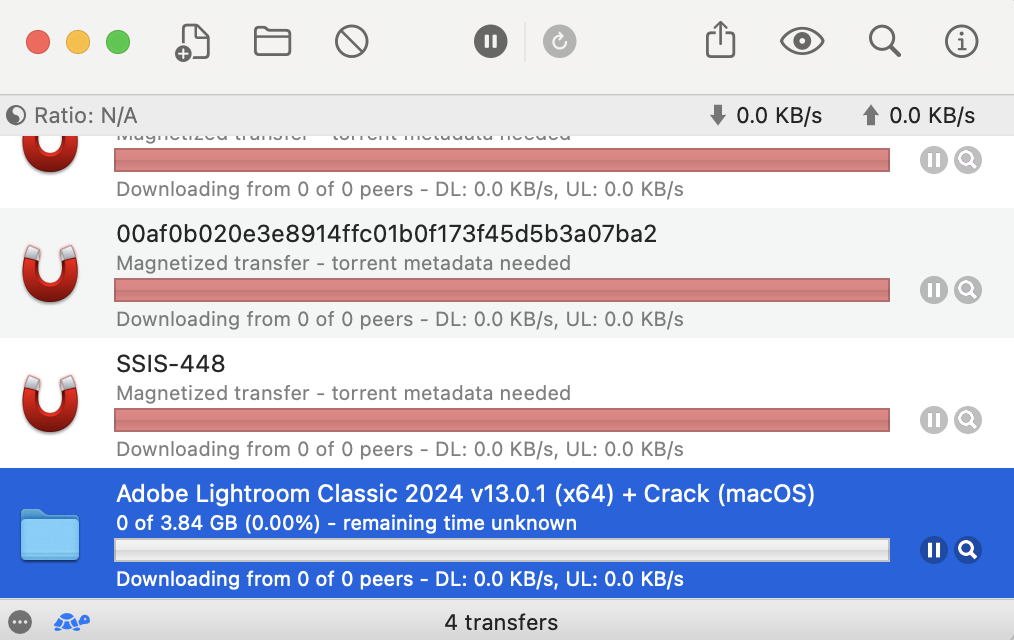 Ratio: N/A
0.0 KB/s
0.0 KB/s
Magnetized transfer - torrent metadata needed
Downloading from 0 of 0 peers - DL: 0.0 KB/s, UL: 0.0 KB/s
00af0b020e3e8914ffc01b0f173f45d5b3a07ba2
Magnetized transfer - torrent metadata needed
Downloading from 0 of 0 peers - DL: 0.0 KB/s, UL: 0.0 KB/s
SSIS-448
Magnetized transfer - torrent metadata needed
Downloading from 0 of 0 peers - DL: 0.0 KB/s, UL: 0.0 KB/s
Adobe Lightroom Classic 2024 v13.0.1 (x64) + Crack (macOS)
0 of 3.84 GB (0.00%) - remaining time unknown
Downloading from 0 of 0 peers - DL: 0.0 KB/s, UL: 0.0 KB/s
4 transfers